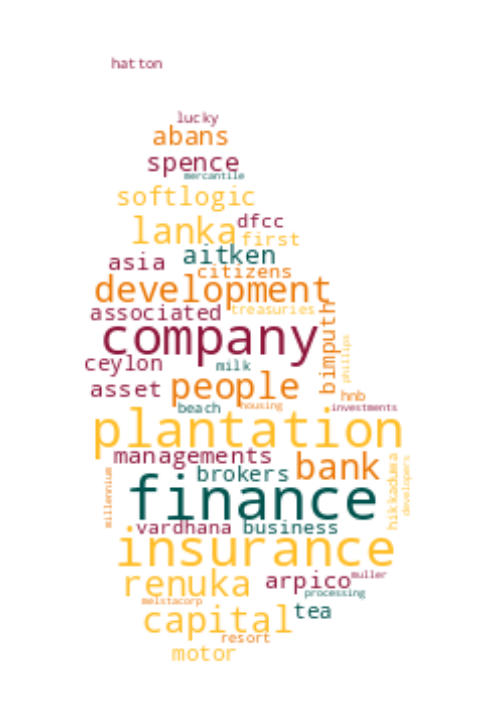 hatton
lucky
abans
spence
mercantile
softlogic
lanka
dfcc
first
aitken
asia
citizens
development
associated
treasuries
company
bimputh
phillips
ceylon
milk
asset
people
hnb
beach
housing
investments
plantation
managements
brokers
bank
hikkaduwa
developers
millennium
finance
vardhana
business
insurance
renuka
arpico
muller
processing
melstacorp
tea
capital
resort
motor